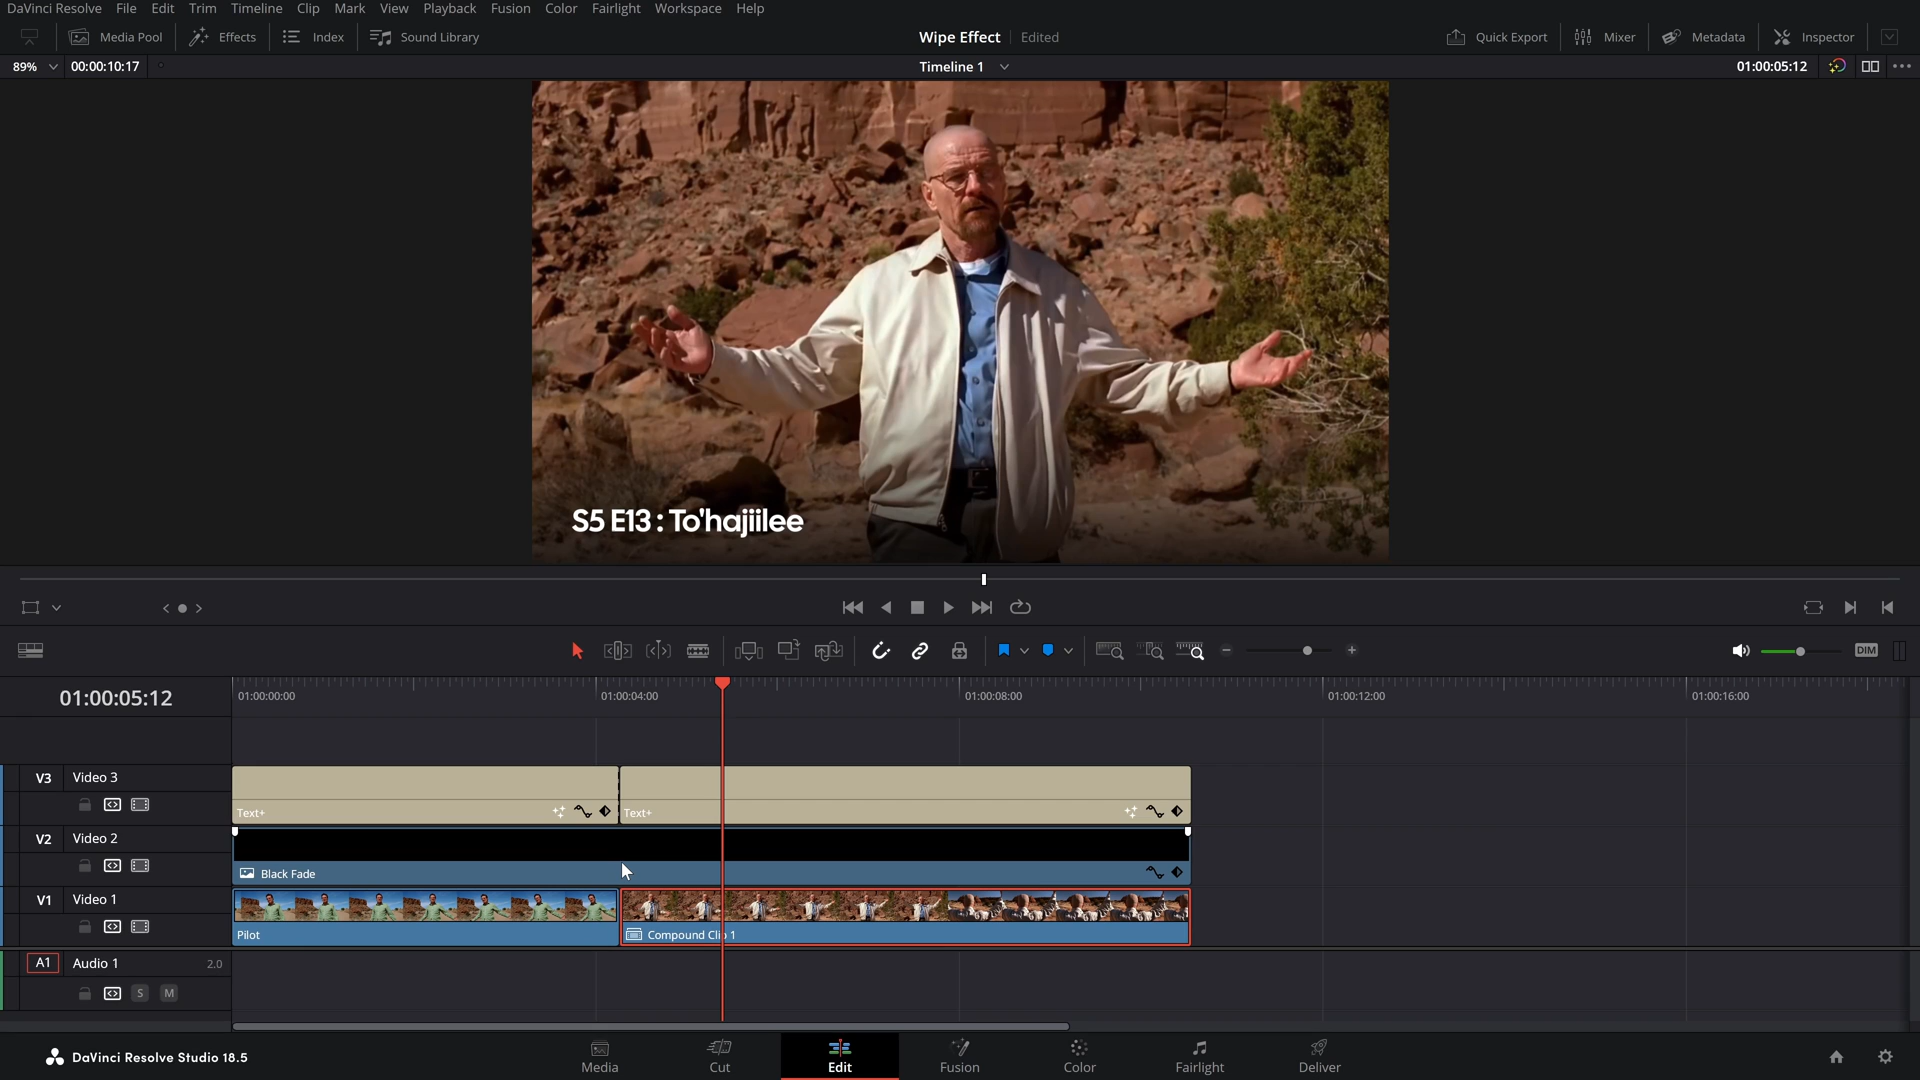 DaVinci Resolve File Edit Trim Timeline Clip Mark View Playback Fusion Color Fairlight Workspace Help
Media Pool Effects Index Sound Library Wipe Effect Edited Quick Export Mixer Metadata Inspector
89% 00:00:10:17 Timeline 1 01:00:05:12
S5 E13 : To'hajiilee
DIM
01:00:05:12 01:00:00:00 01:00:04:00 01:00:08:00 01:00:12:00 01:00:16:00
V3 Video 3
Text+ Text+
V2 Video 2
Black Fade
V1 Video 1
Pilot Compound Clip 1
A1 Audio 1 2.0
S M
DaVinci Resolve Studio 18.5 Media Cut Edit Fusion Color Fairlight Deliver